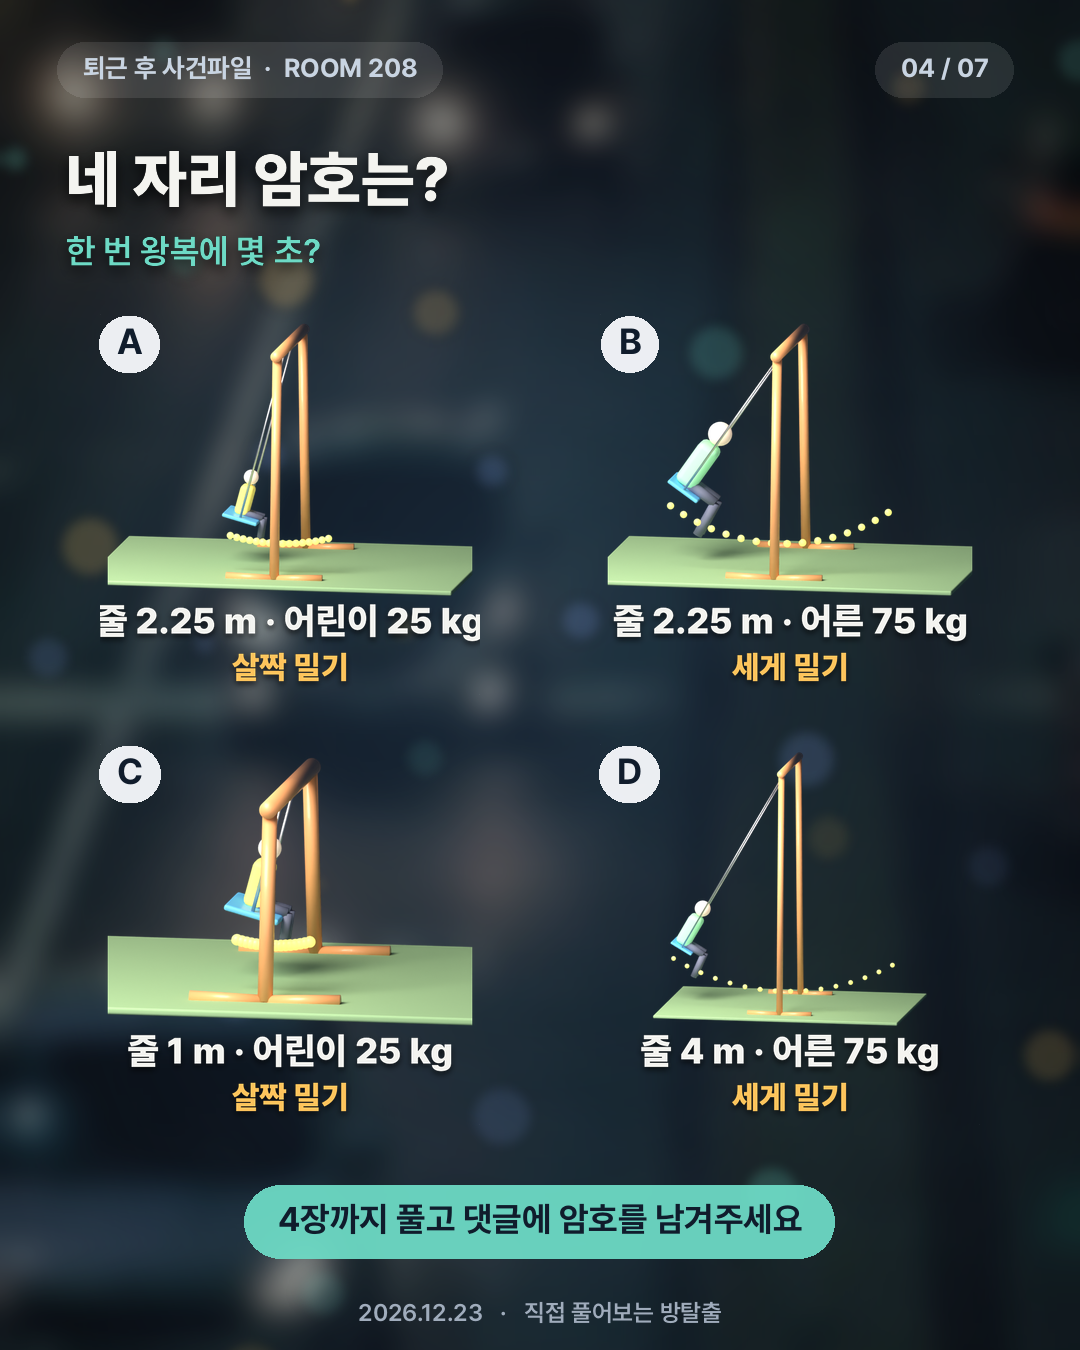 퇴근 후 사건파일 · ROOM 208
04 / 07
네 자리 암호는?
한 번 왕복에 몇 초?
A
B
줄 2.25 m · 어린이 25 kg
살짝 밀기
줄 2.25 m · 어른 75 kg
세게 밀기
C
D
줄 1 m · 어린이 25 kg
살짝 밀기
줄 4 m · 어른 75 kg
세게 밀기
4장까지 풀고 댓글에 암호를 남겨주세요
2026.12.23 · 직접 풀어보는 방탈출